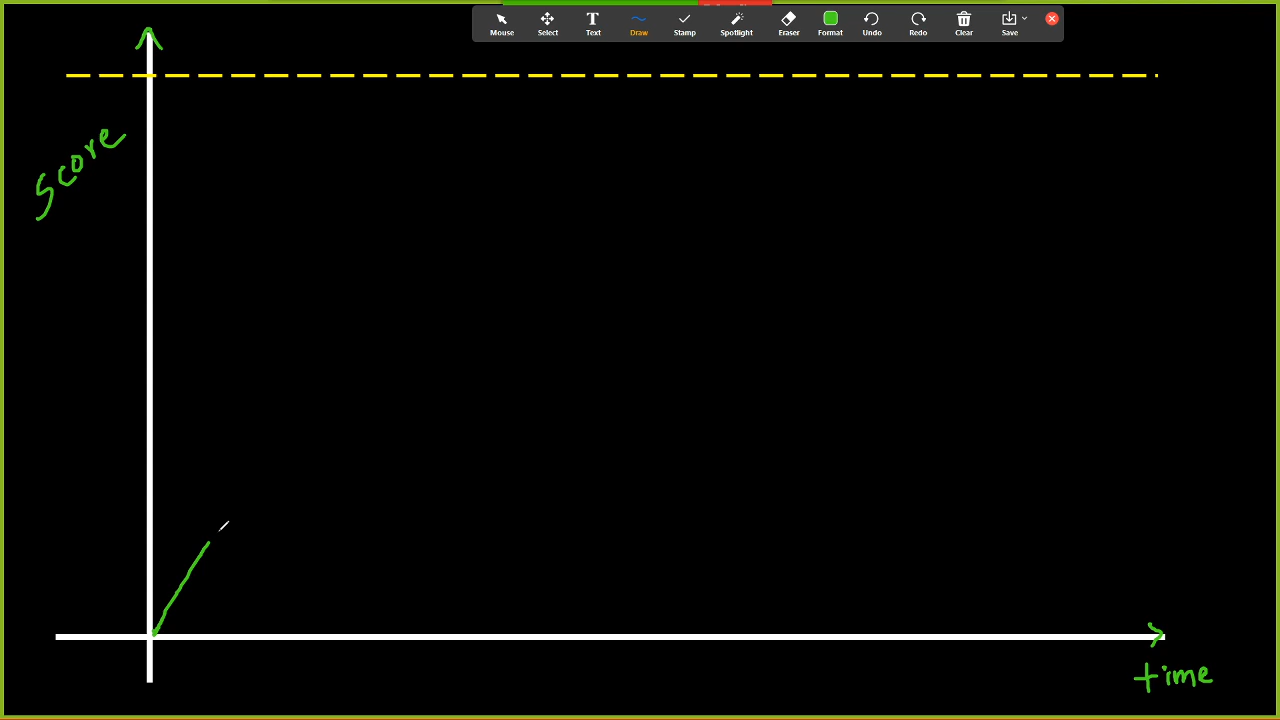 Mouse Select Text Draw Stamp Spotlight Eraser Format Undo Redo Clear Save
Score
time